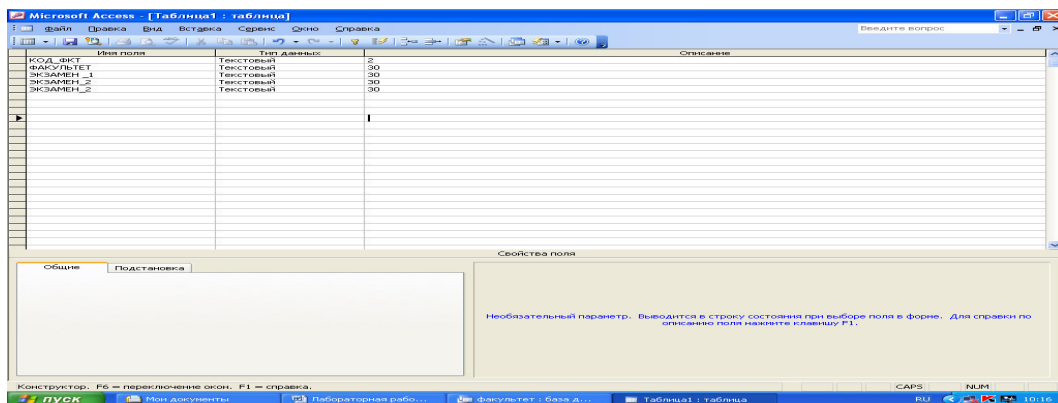 Microsoft Access - [Таблица1 : таблица]
Файл Правка Вид Вставка Сервис Окно Справка Введите вопрос
Имя поля Тип данных Описание
КОД_ФКТ Текстовый 2
ФАКУЛЬТЕТ Текстовый 30
ЭКЗАМЕН _1 Текстовый 30
ЭКЗАМЕН_2 Текстовый 30
ЭКЗАМЕН_2 Текстовый 30
Свойства поля
Общие Подстановка
Необязательный параметр. Выводится в строку состояния при выборе поля в форме. Для справки по
описанию поля нажмите клавишу F1.
Конструктор. F6 = переключение окон. F1 = справка. CAPS NUM
пуск Мои документы Лабораторная рабо... факультет : база д... Таблица1 : таблица RU 10:16